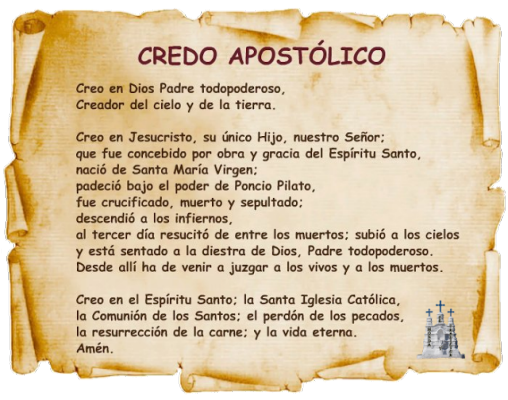 CREDO APOSTÓLICO
Creo en Dios Padre todopoderoso,
Creador del cielo y de la tierra.
Creo en Jesucristo, su único Hijo, nuestro Señor;
que fue concebido por obra y gracia del Espíritu Santo,
nació de Santa María Virgen;
padeció bajo el poder de Poncio Pilato,
fue crucificado, muerto y sepultado;
descendió a los infiernos,
al tercer día resucitó de entre los muertos; subió a los cielos
y está sentado a la diestra de Dios, Padre todopoderoso.
Desde allí ha de venir a juzgar a los vivos y a los muertos.
Creo en el Espíritu Santo; la Santa Iglesia Católica,
la Comunión de los Santos; el perdón de los pecados,
la resurrección de la carne; y la vida eterna.
Amén.